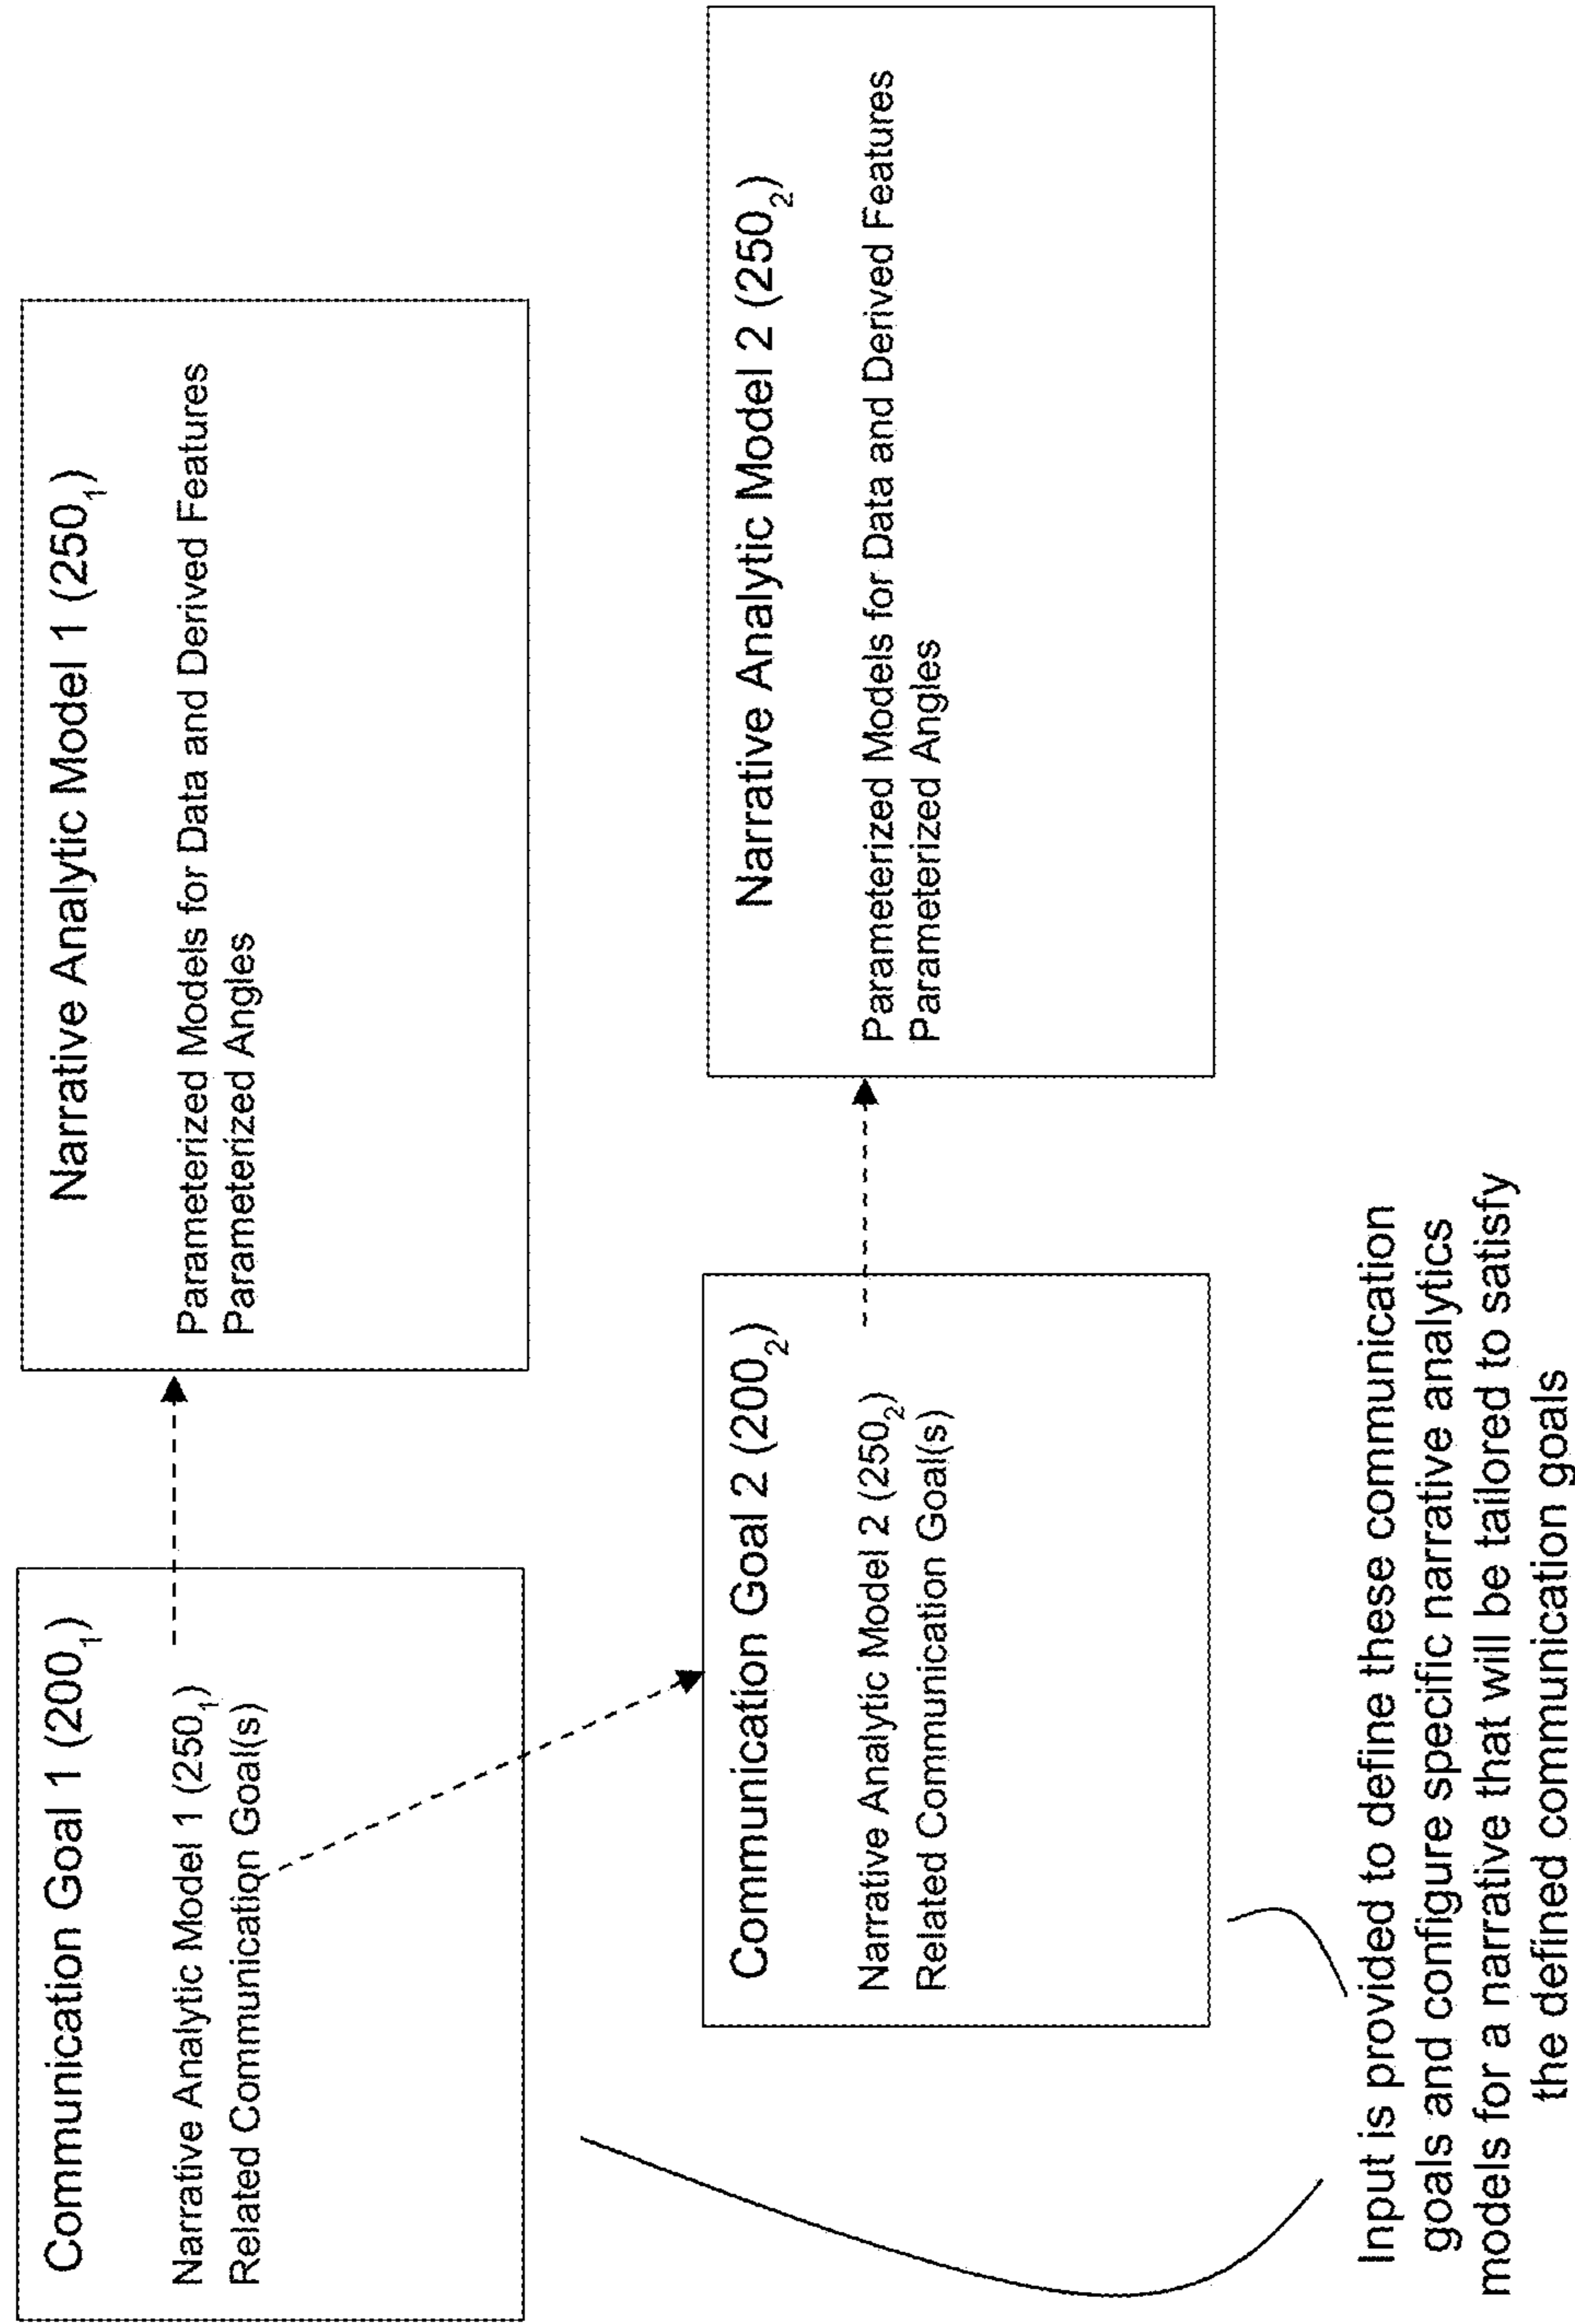 Communication Goal 1 (200₁)
Narrative Analytic Model 1 (250₁)
Related Communication Goal(s)
Narrative Analytic Model 1 (250₁)
Parameterized Models for Data and Derived Features
Parameterized Angles
Communication Goal 2 (200₂)
Narrative Analytic Model 2 (250₂)
Related Communication Goal(s)
Narrative Analytic Model 2 (250₂)
Parameterized Models for Data and Derived Features
Parameterized Angles
Input is provided to define these communication
goals and configure specific narrative analytics
models for a narrative that will be tailored to satisfy
the defined communication goals